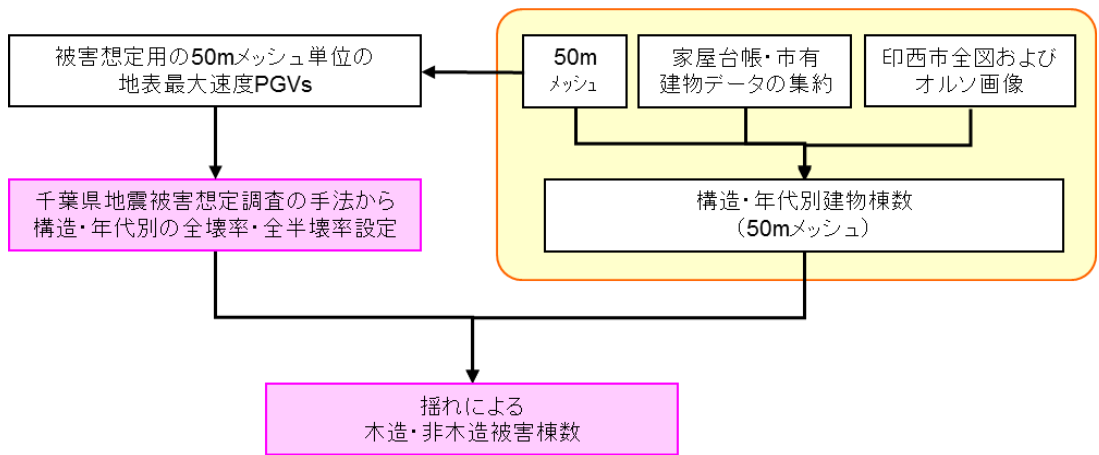 被害想定用の50mメッシュ単位の
地表最大速度PGVs
50m
メッシュ
家屋台帳・市有
建物データの集約
印西市全図および
オルソ画像
千葉県地震被害想定調査の手法から
構造・年代別の全壊率・全半壊率設定
構造・年代別建物棟数
（50mメッシュ）
揺れによる
木造・非木造被害棟数